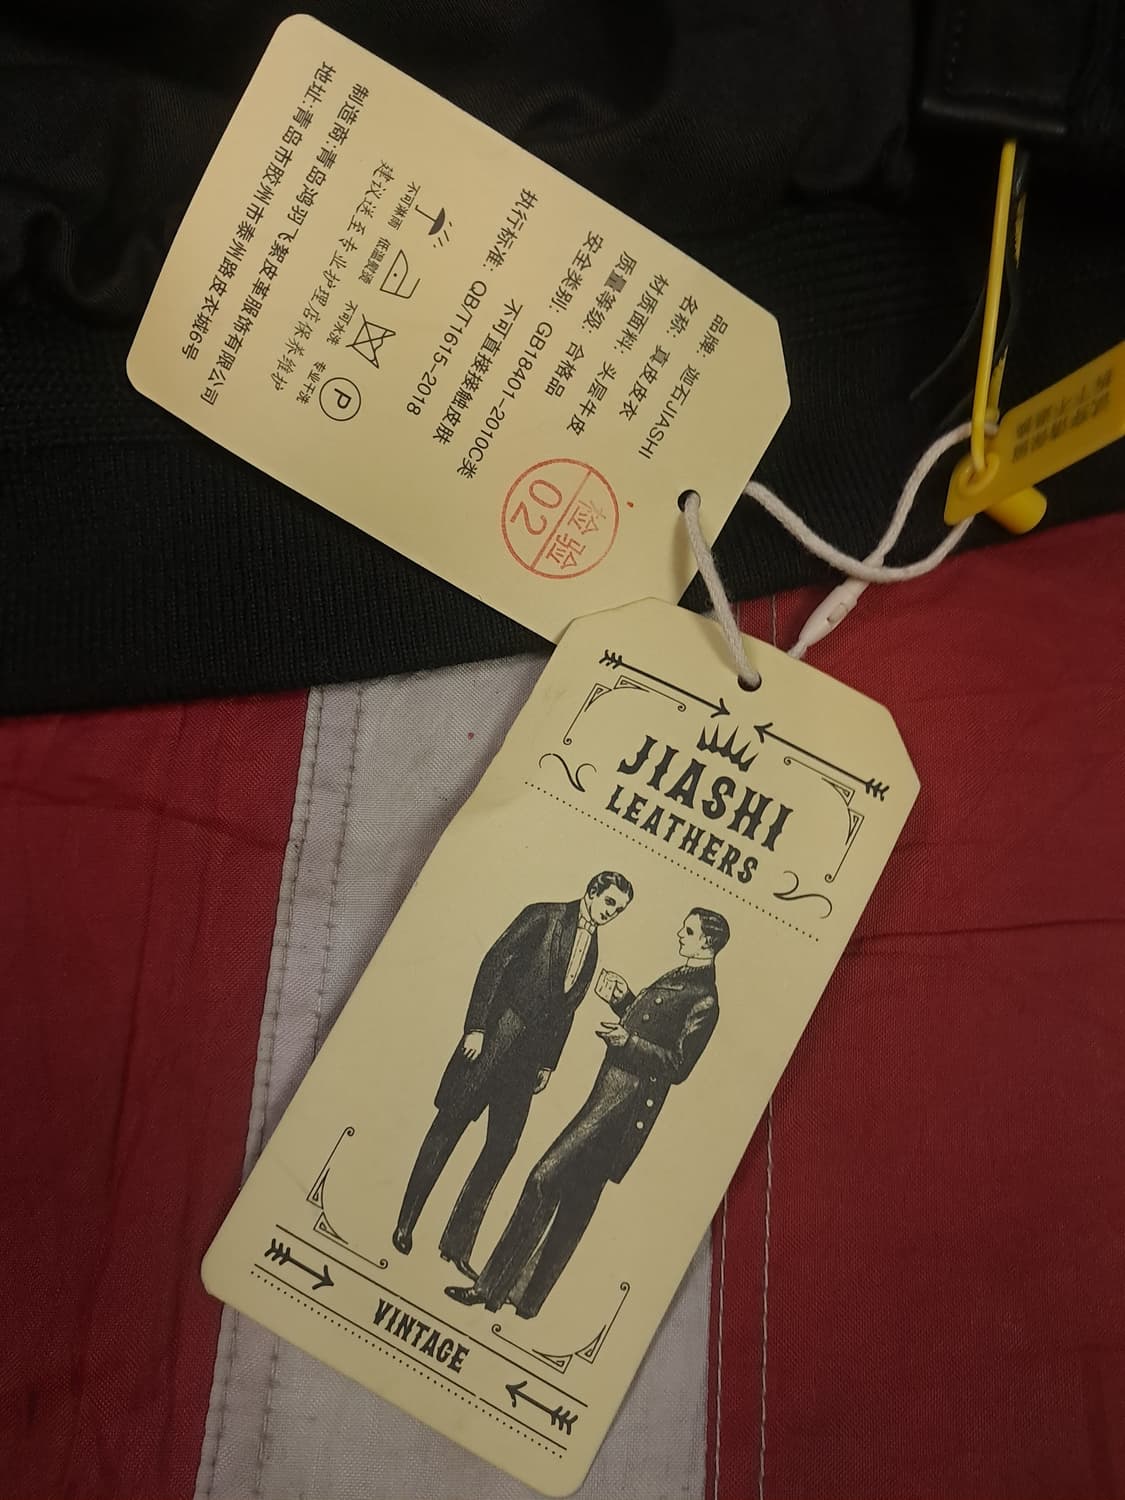 品牌: 迦石JIASHI
名称: 真皮皮衣
材质面料: 头层牛皮
质量等级: 合格品
安全类别: GB18401-2010C类
不可直接接触皮肤
执行标准: QB/T1615-2018
不可淋雨 低温熨烫 不可水洗 专业干洗
P
建议送至专业护理店保养维护
制造商:青岛鸿羽飞絮皮革服饰有限公司
地址:青岛市胶州市泰州路皮衣城6号
检验
02
JIASHI
LEATHERS
VINTAGE